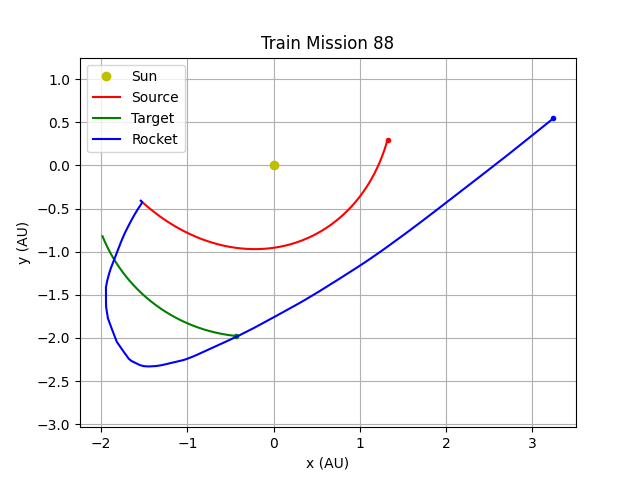 Train Mission 88
Sun
Source
Target
Rocket
1.0
0.5
0.0
−0.5
−1.0
−1.5
−2.0
−2.5
−3.0
y (AU)
−2 −1 0 1 2 3
x (AU)